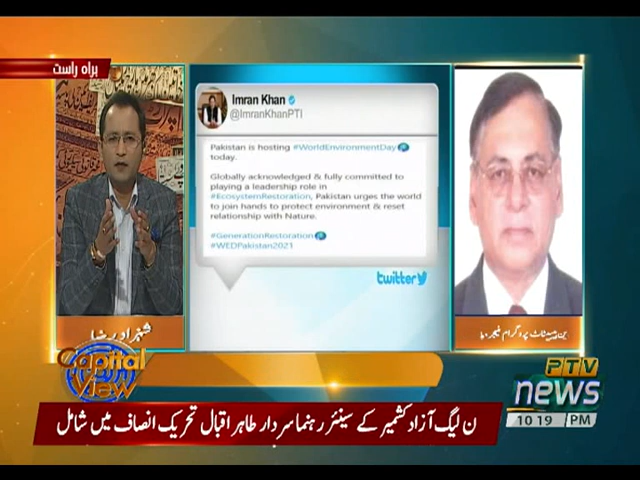 براہ راست
Imran Khan
@ImranKhanPTI
Pakistan is hosting #WorldEnvironmentDay
today.
Globally acknowledged & fully committed to
playing a leadership role in
#EcosystemRestoration, Pakistan urges the world
to join hands to protect environment & reset
relationship with Nature.
#GenerationRestoration
#WEDPakistan2021
twitter
شہزاد رضا
پروگرام منیجر
Capital
View
PTV
news
10:19 PM
ن لیگ آزاد کشمیر کے سینئر رہنما سردار طاہر اقبال تحریک انصاف میں شامل